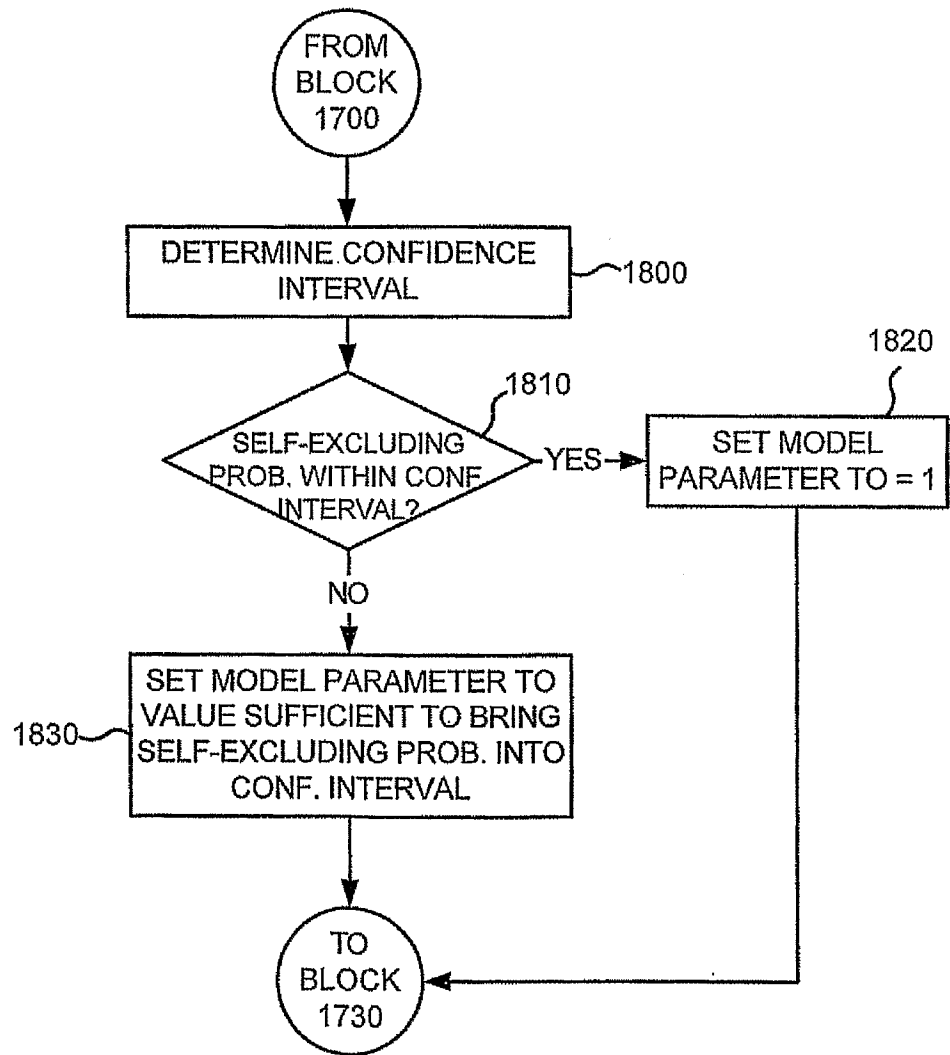 FROM
BLOCK
1700
DETERMINE CONFIDENCE
INTERVAL
1800
1810
SELF-EXCLUDING
PROB. WITHIN CONF
INTERVAL?
YES
1820
SET MODEL
PARAMETER TO = 1
NO
SET MODEL PARAMETER TO
VALUE SUFFICIENT TO BRING
SELF-EXCLUDING PROB. INTO
CONF. INTERVAL
1830
TO
BLOCK
1730